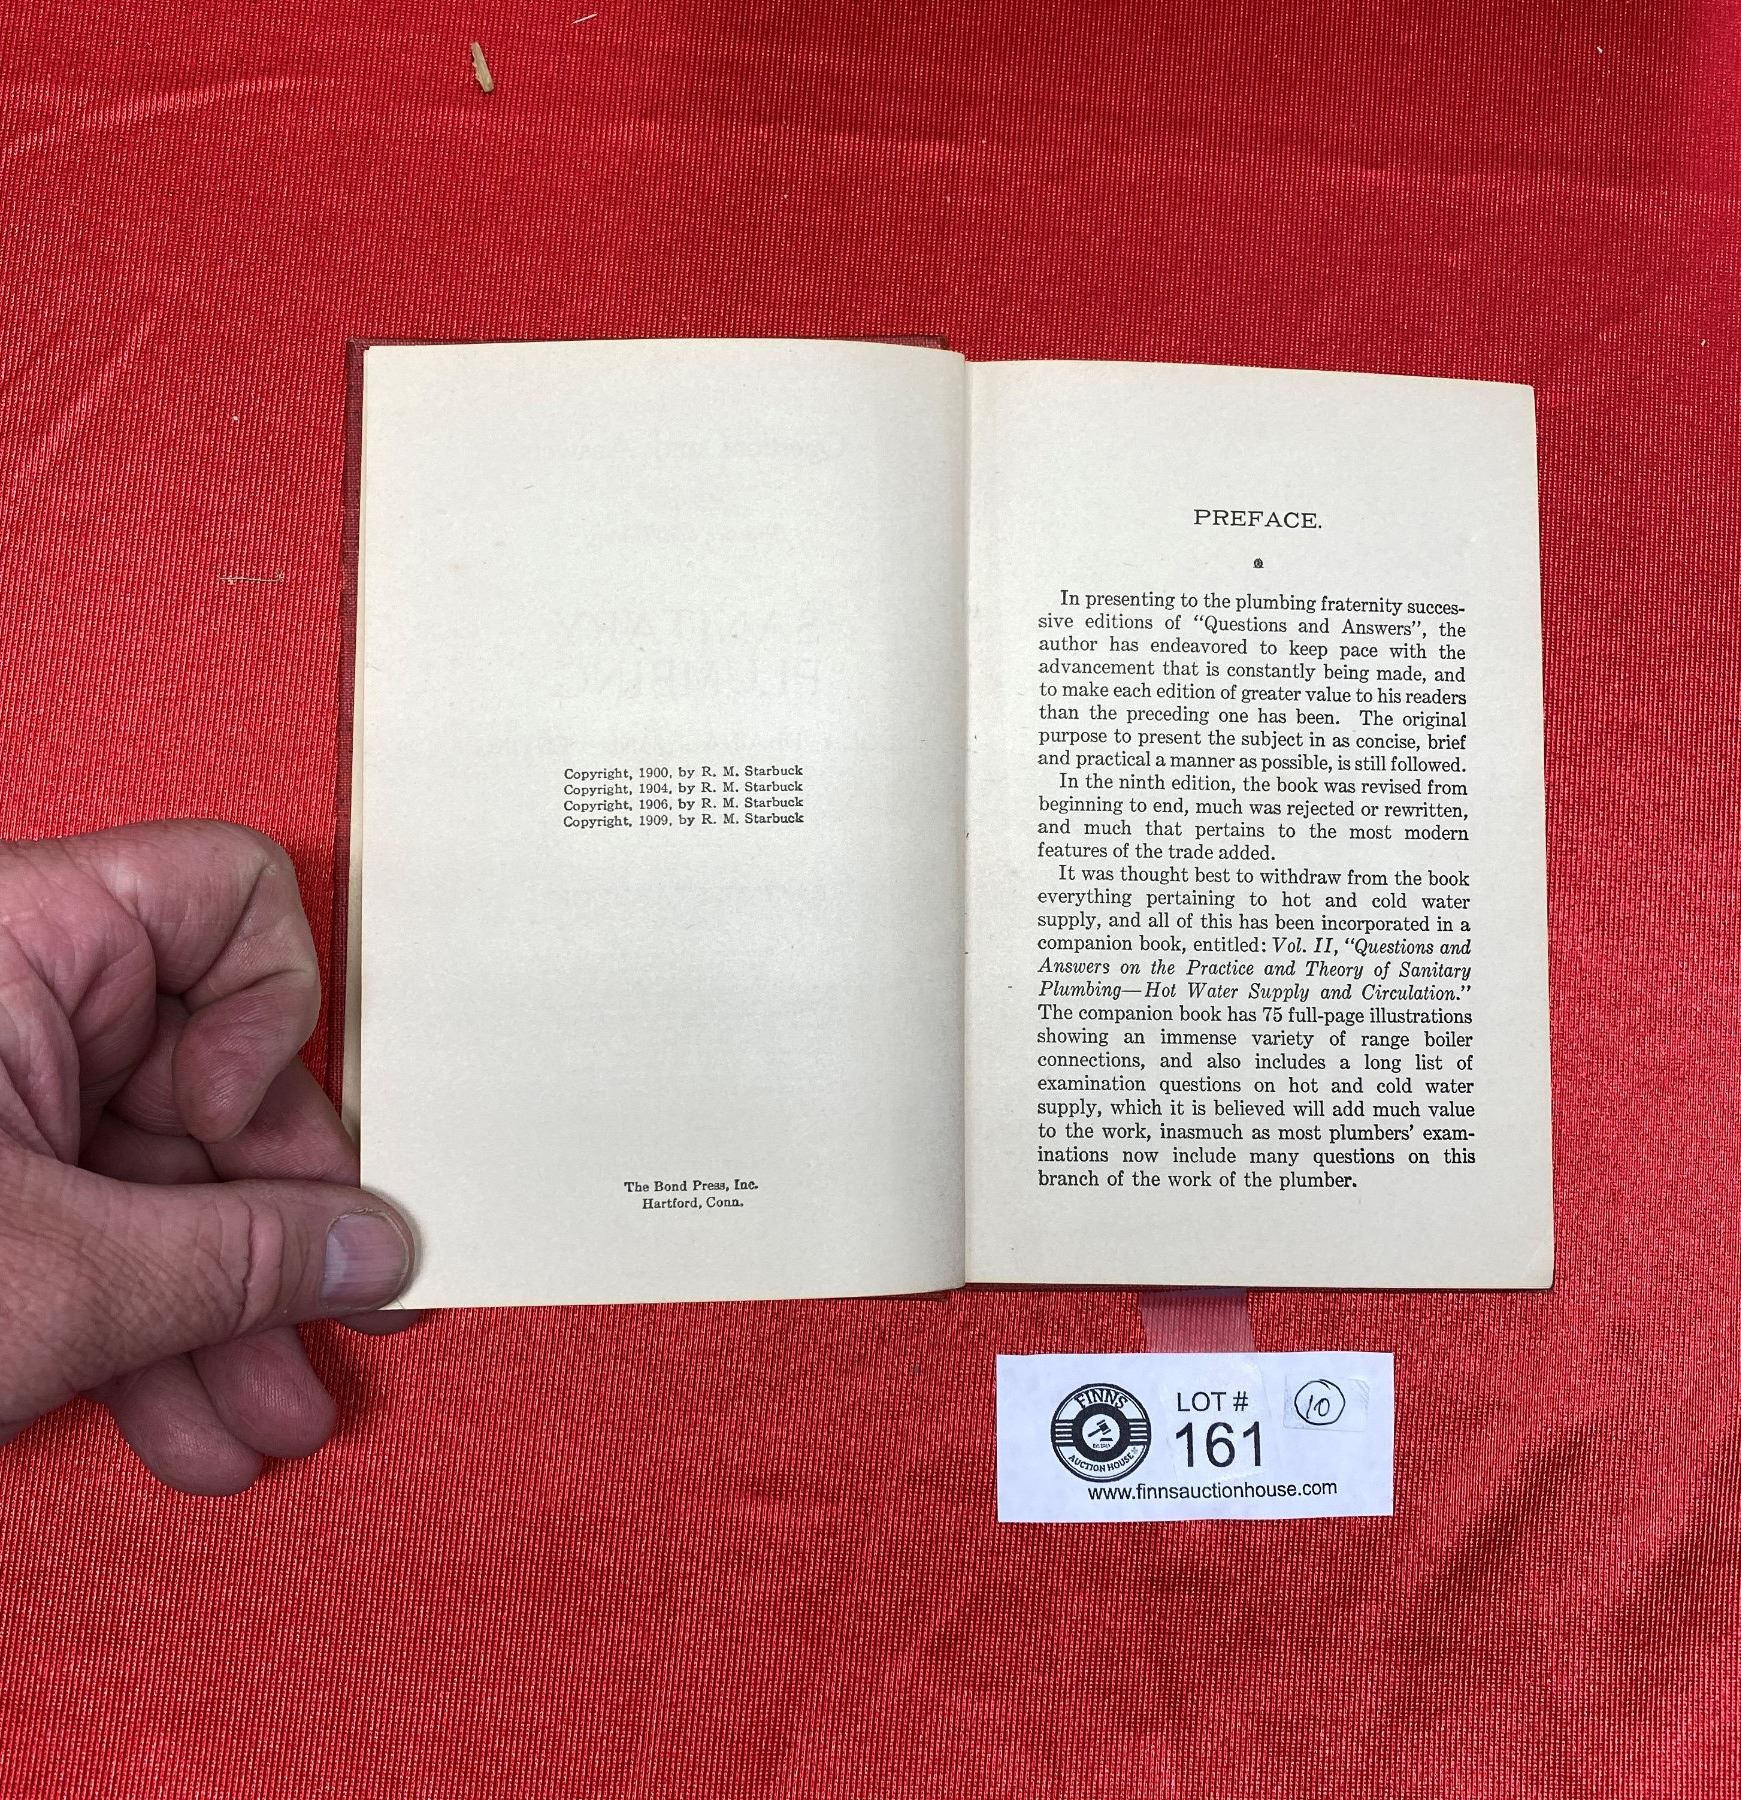 Copyright, 1900, by R. M. Starbuck
Copyright, 1904, by R. M. Starbuck
Copyright, 1906, by R. M. Starbuck
Copyright, 1909, by R. M. Starbuck
The Bond Press, Inc.
Hartford, Conn.
PREFACE.
In presenting to the plumbing fraternity succes-
sive editions of "Questions and Answers", the
author has endeavored to keep pace with the
advancement that is constantly being made, and
to make each edition of greater value to his readers
than the preceding one has been. The original
purpose to present the subject in as concise, brief
and practical a manner as possible, is still followed.
In the ninth edition, the book was revised from
beginning to end, much was rejected or rewritten,
and much that pertains to the most modern
features of the trade added.
It was thought best to withdraw from the book
everything pertaining to hot and cold water
supply, and all of this has been incorporated in a
companion book, entitled: Vol. II, "Questions and
Answers on the Practice and Theory of Sanitary
Plumbing—Hot Water Supply and Circulation."
The companion book has 75 full-page illustrations
showing an immense variety of range boiler
connections, and also includes a long list of
examination questions on hot and cold water
supply, which it is believed will add much value
to the work, inasmuch as most plumbers' exam-
inations now include many questions on this
branch of the work of the plumber.
FINNS
AUCTION HOUSE
LOT #
161
10
www.finnsauctionhouse.com